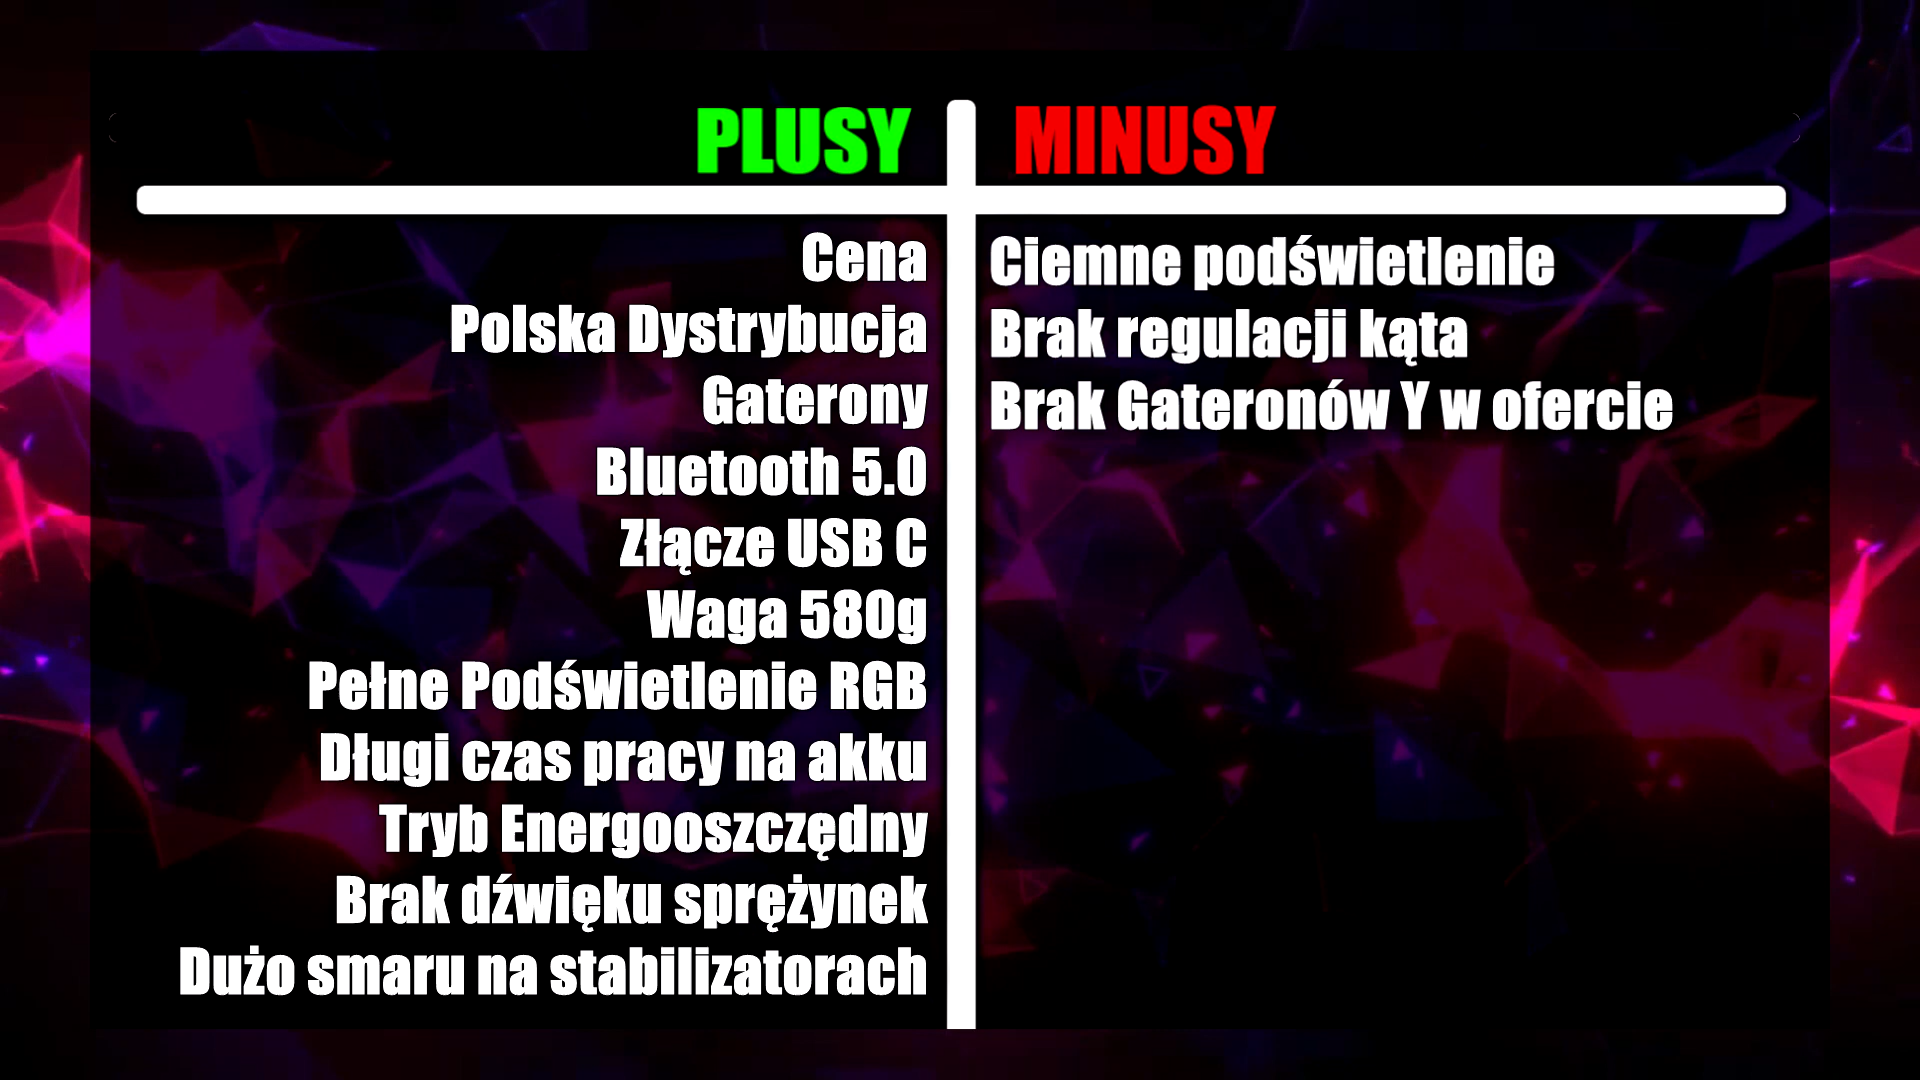 PLUSY
Cena
Polska Dystrybucja
Gaterony
Bluetooth 5.0
Złącze USB C
Waga 580g
Pełne Podświetlenie RGB
Długi czas pracy na akku
Tryb Energooszczędny
Brak dźwięku sprężynek
Dużo smaru na stabilizatorach
MINUSY
Ciemne podświetlenie
Brak regulacji kąta
Brak Gateronów Y w ofercie